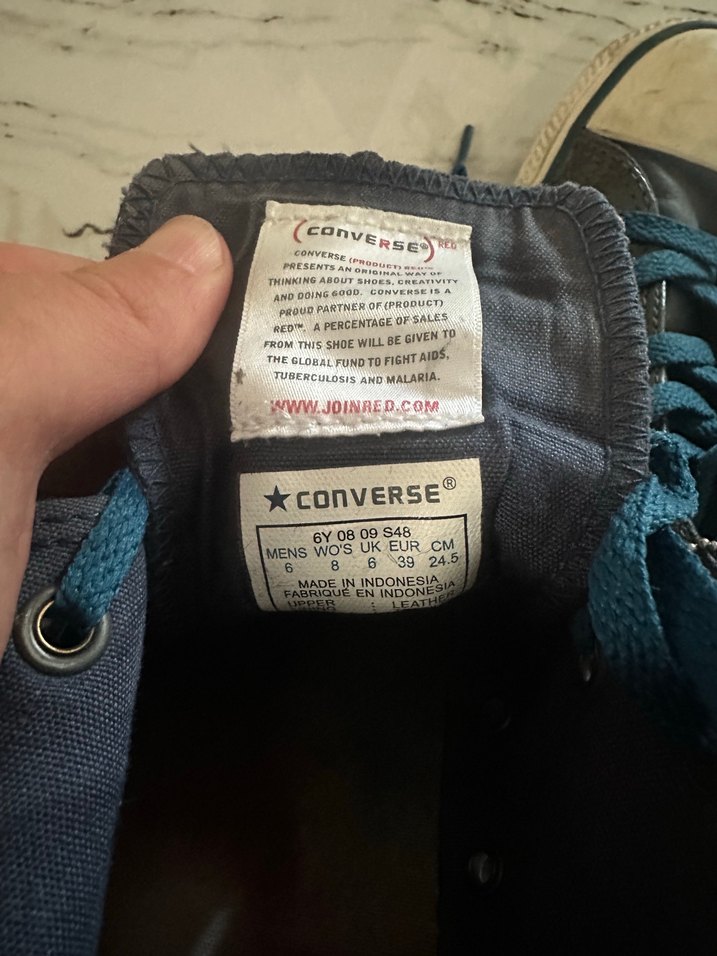 (CONVERSE®) RED™
CONVERSE (PRODUCT) RED™
PRESENTS AN ORIGINAL WAY OF
THINKING ABOUT SHOES, CREATIVITY
AND DOING GOOD. CONVERSE IS A
PROUD PARTNER OF (PRODUCT)
RED™. A PERCENTAGE OF SALES
FROM THIS SHOE WILL BE GIVEN TO
THE GLOBAL FUND TO FIGHT AIDS,
TUBERCULOSIS AND MALARIA.
WWW.JOINRED.COM
★CONVERSE®
6Y 08 09 S48
MENS WO'S UK EUR CM
6 8 6 39 24.5
MADE IN INDONESIA
FABRIQUÉ EN INDONESIA
UPPER : LEATHER